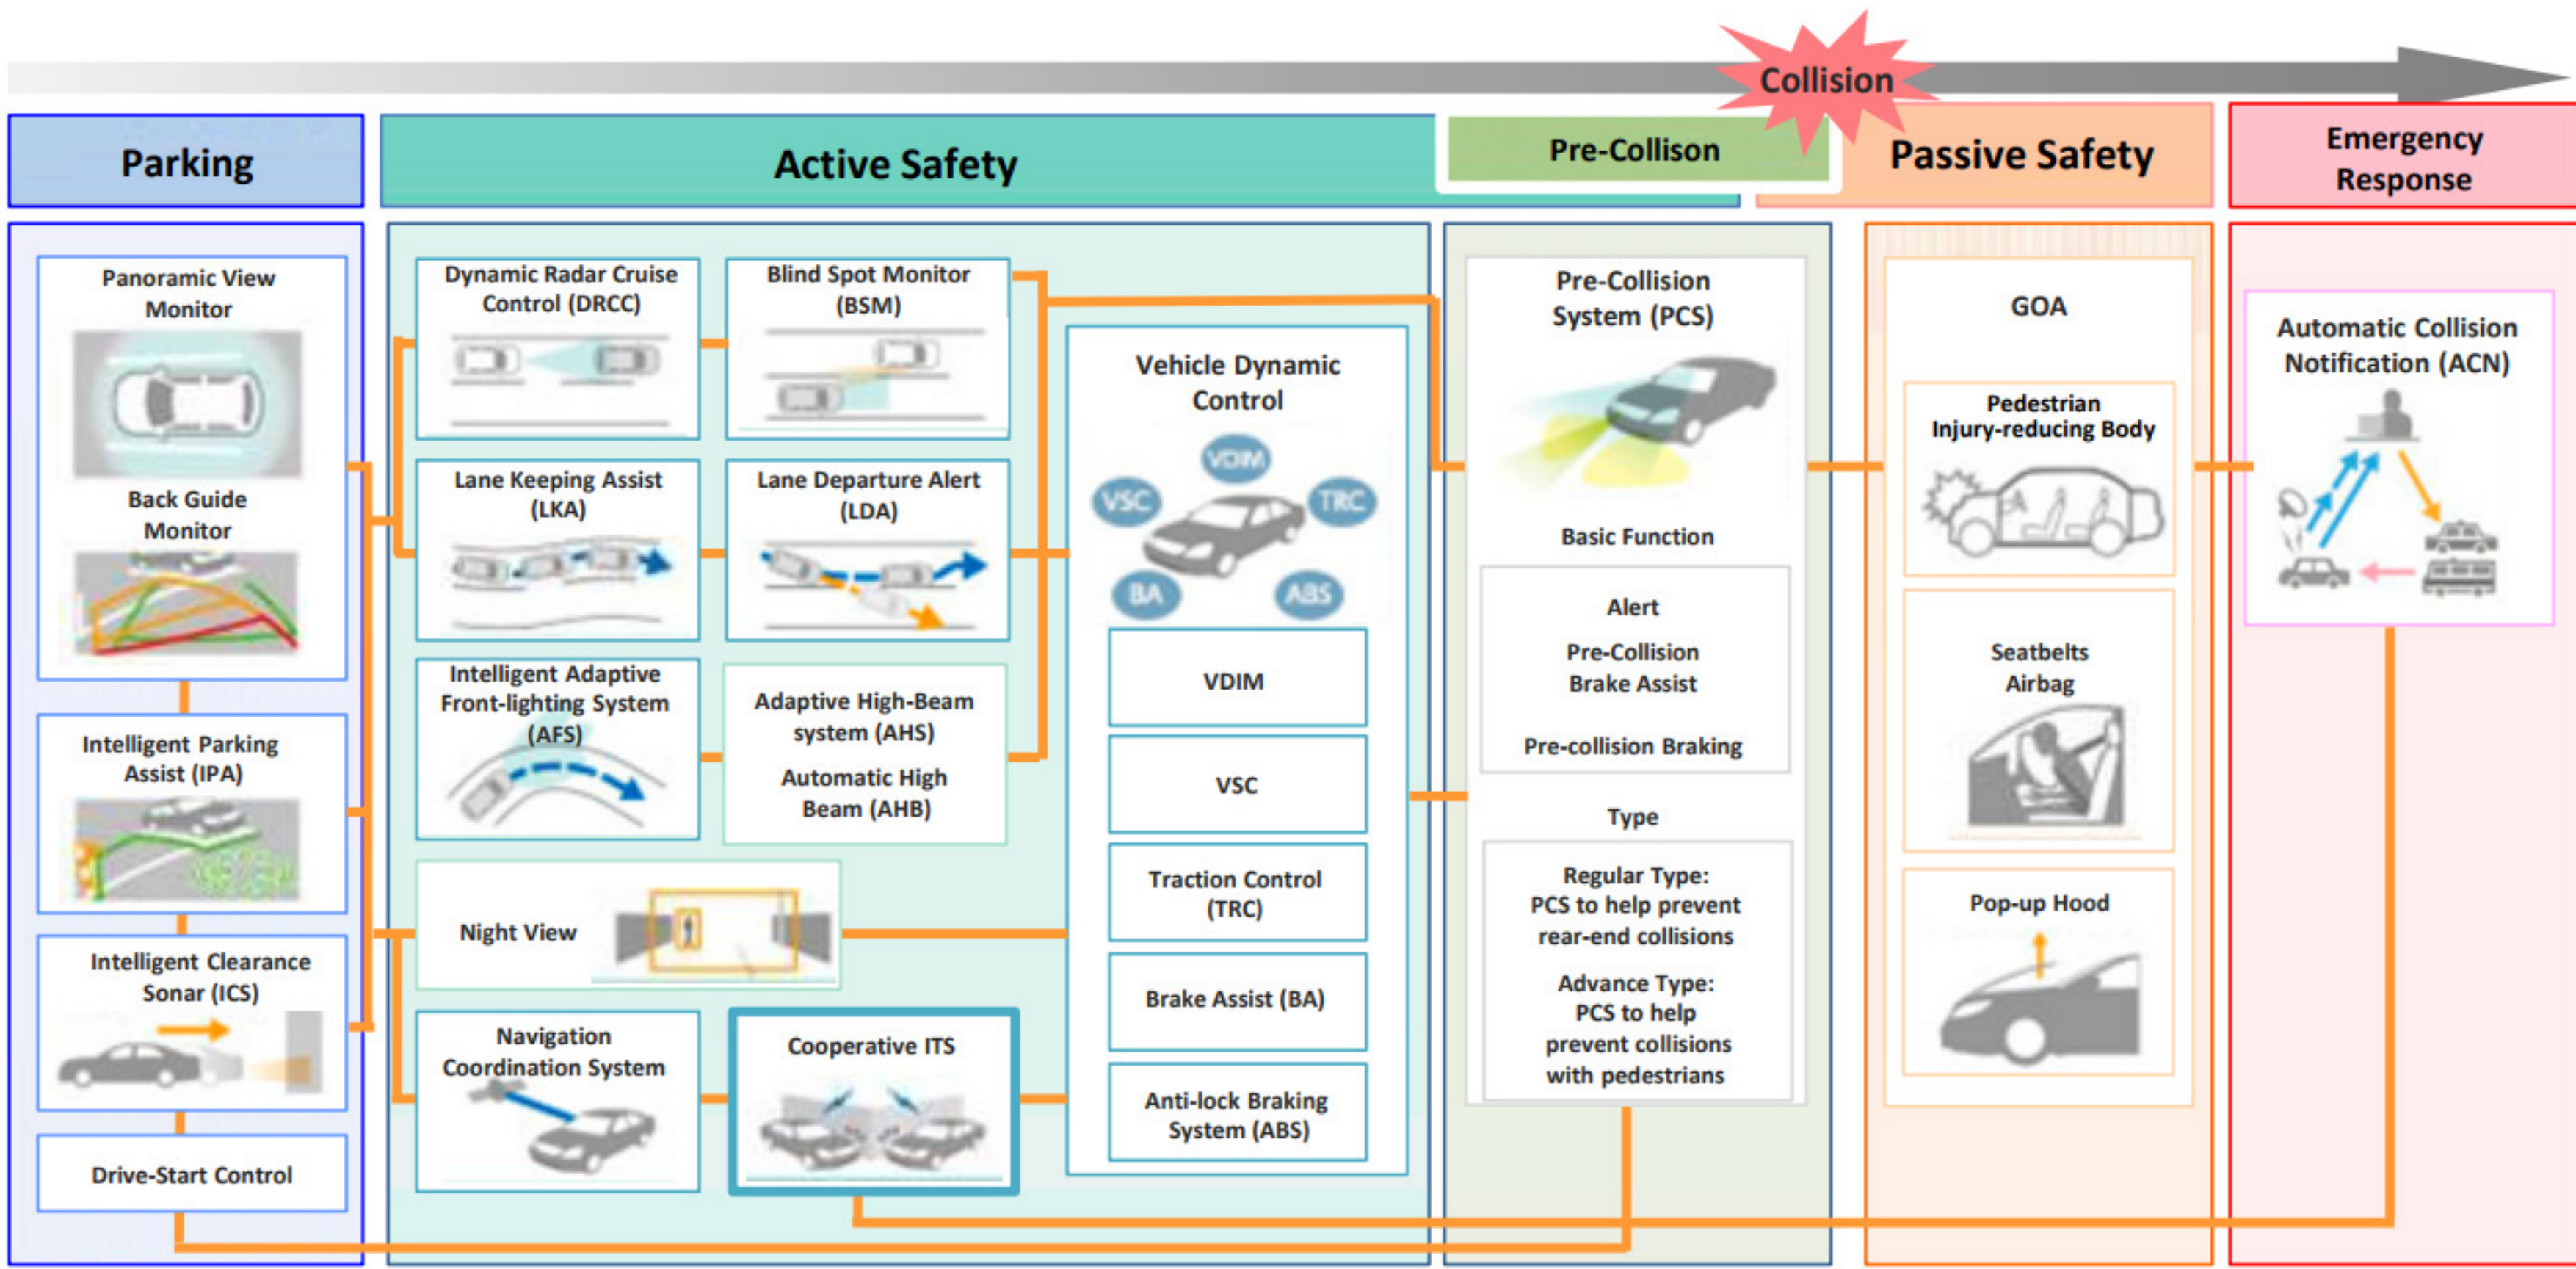 Collision
Parking
Active Safety
Pre-Collison
Passive Safety
Emergency
Response
Panoramic View
Monitor
Back Guide
Monitor
Intelligent Parking
Assist (IPA)
Intelligent Clearance
Sonar (ICS)
Drive-Start Control
Dynamic Radar Cruise
Control (DRCC)
Blind Spot Monitor
(BSM)
Lane Keeping Assist
(LKA)
Lane Departure Alert
(LDA)
Intelligent Adaptive
Front-lighting System
(AFS)
Adaptive High-Beam
system (AHS)
Automatic High
Beam (AHB)
Night View
Navigation
Coordination System
Cooperative ITS
Vehicle Dynamic
Control
VDIM
VSC
TRC
BA
ABS
VDIM
VSC
Traction Control
(TRC)
Brake Assist (BA)
Anti-lock Braking
System (ABS)
Pre-Collision
System (PCS)
Basic Function
Alert
Pre-Collision
Brake Assist
Pre-collision Braking
Type
Regular Type:
PCS to help prevent
rear-end collisions
Advance Type:
PCS to help
prevent collisions
with pedestrians
GOA
Pedestrian
Injury-reducing Body
Seatbelts
Airbag
Pop-up Hood
Automatic Collision
Notification (ACN)